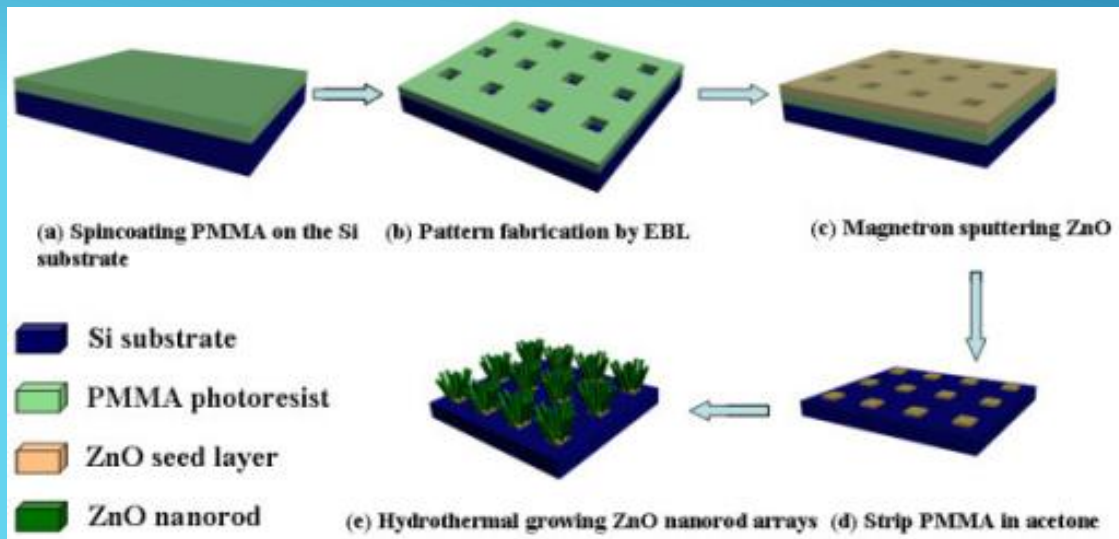 (a) Spincoating PMMA on the Si
substrate
(b) Pattern fabrication by EBL
(c) Magnetron sputtering ZnO
Si substrate
PMMA photoresist
ZnO seed layer
ZnO nanorod
(e) Hydrothermal growing ZnO nanorod arrays
(d) Strip PMMA in acetone